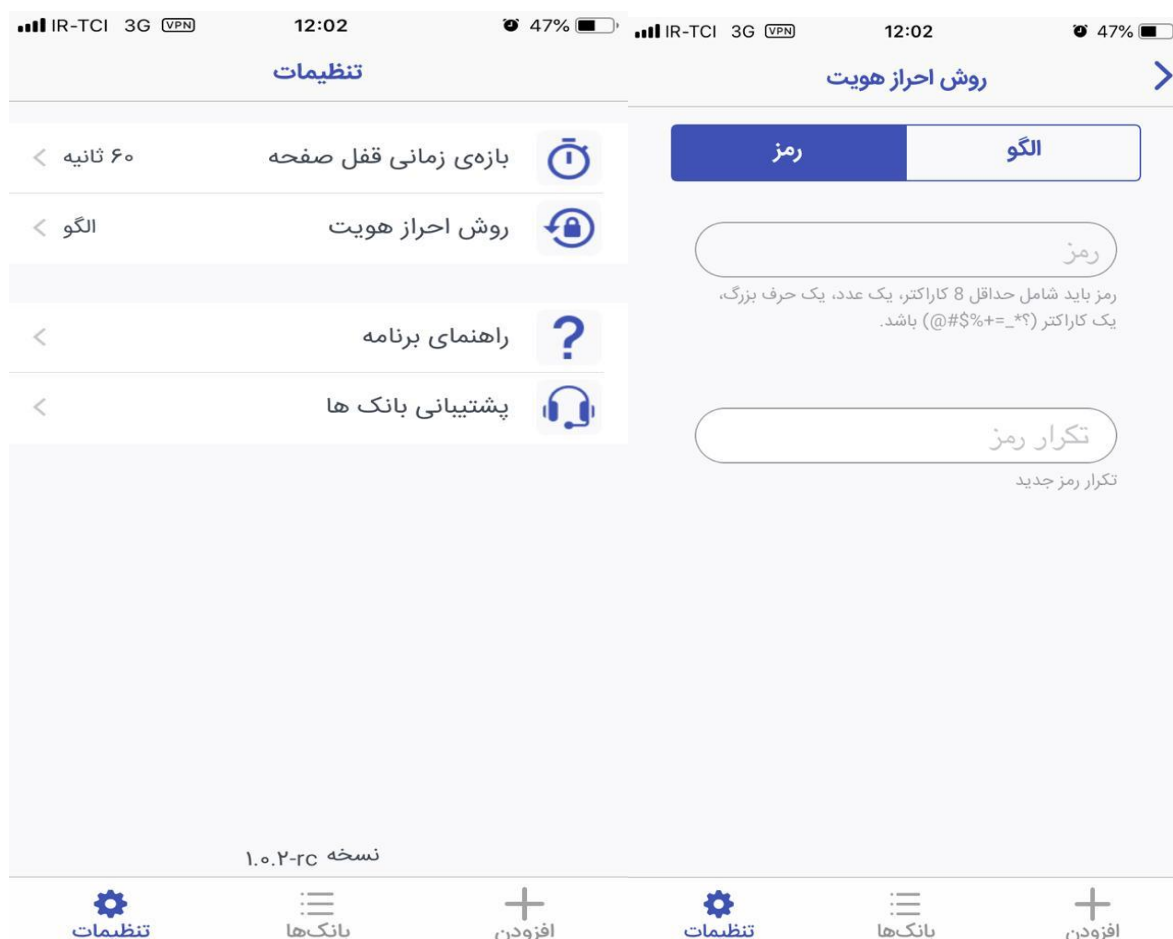 IR-TCI 3G VPN 12:02 47%
تنظیمات
بازه‌ی زمانی قفل صفحه ۶۰ ثانیه
روش احراز هویت الگو
راهنمای برنامه
پشتیبانی بانک ها
نسخه ۱.۰.۲-rc
افزودن بانک‌ها تنظیمات
IR-TCI 3G VPN 12:02 47%
روش احراز هویت
الگو رمز
رمز
رمز باید شامل حداقل 8 کاراکتر، یک عدد، یک حرف بزرگ،
یک کاراکتر (؟*_=+%$#@) باشد.
تکرار رمز
تکرار رمز جدید
افزودن بانک‌ها تنظیمات